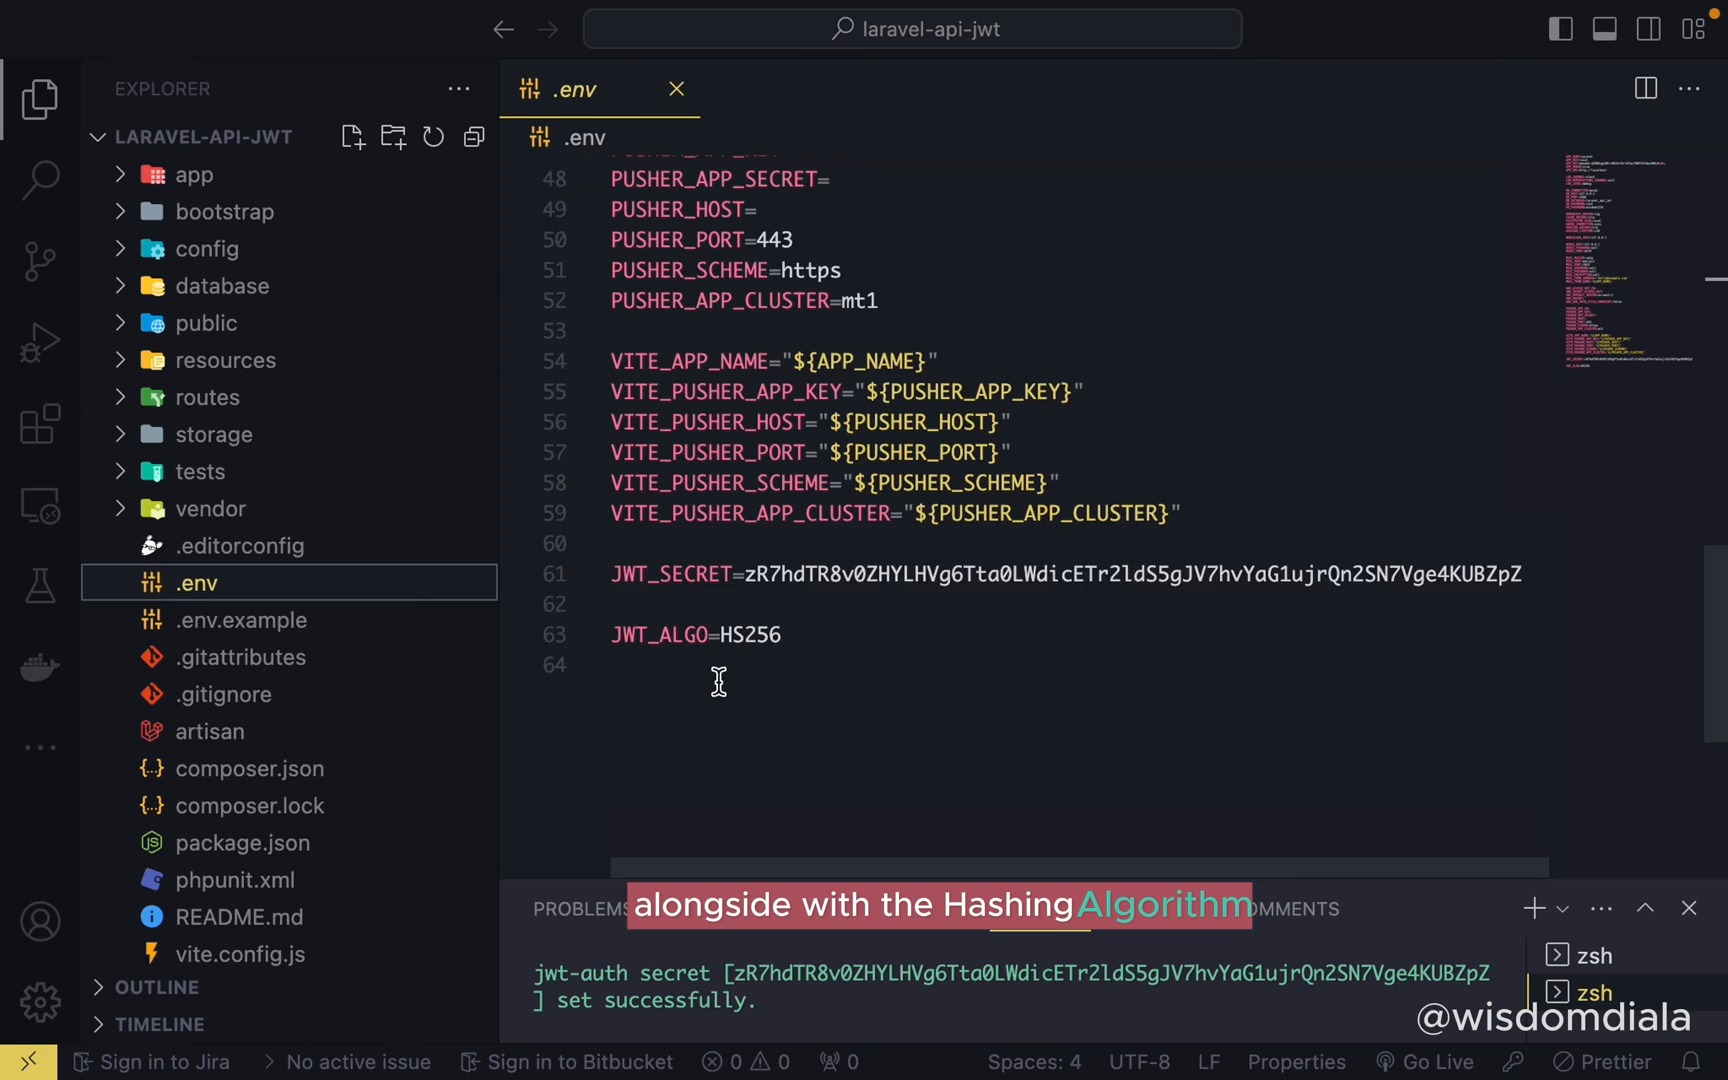 laravel-api-jwt
EXPLORER
LARAVEL-API-JWT
app
bootstrap
config
database
public
resources
routes
storage
tests
vendor
.editorconfig
.env
.env.example
.gitattributes
.gitignore
artisan
composer.json
composer.lock
package.json
phpunit.xml
README.md
vite.config.js
OUTLINE
TIMELINE
.env
.env
48 PUSHER_APP_SECRET=
49 PUSHER_HOST=
50 PUSHER_PORT=443
51 PUSHER_SCHEME=https
52 PUSHER_APP_CLUSTER=mt1
53
54 VITE_APP_NAME="${APP_NAME}"
55 VITE_PUSHER_APP_KEY="${PUSHER_APP_KEY}"
56 VITE_PUSHER_HOST="${PUSHER_HOST}"
57 VITE_PUSHER_PORT="${PUSHER_PORT}"
58 VITE_PUSHER_SCHEME="${PUSHER_SCHEME}"
59 VITE_PUSHER_APP_CLUSTER="${PUSHER_APP_CLUSTER}"
60
61 JWT_SECRET=zR7hdTR8v0ZHYLHVg6Tta0LWdicETr2ldS5gJV7hvYaG1ujrQn2SN7Vge4KUBZpZ
62
63 JWT_ALGO=HS256
64
PROBLEMS
alongside with the Hashing Algorithm
OMMENTS
jwt-auth secret [zR7hdTR8v0ZHYLHVg6Tta0LWdicETr2ldS5gJV7hvYaG1ujrQn2SN7Vge4KUBZpZ
] set successfully.
zsh
zsh
@wisdomdiala
Sign in to Jira
No active issue
Sign in to Bitbucket
0
0
0
Spaces: 4
UTF-8
LF
Properties
Go Live
Prettier